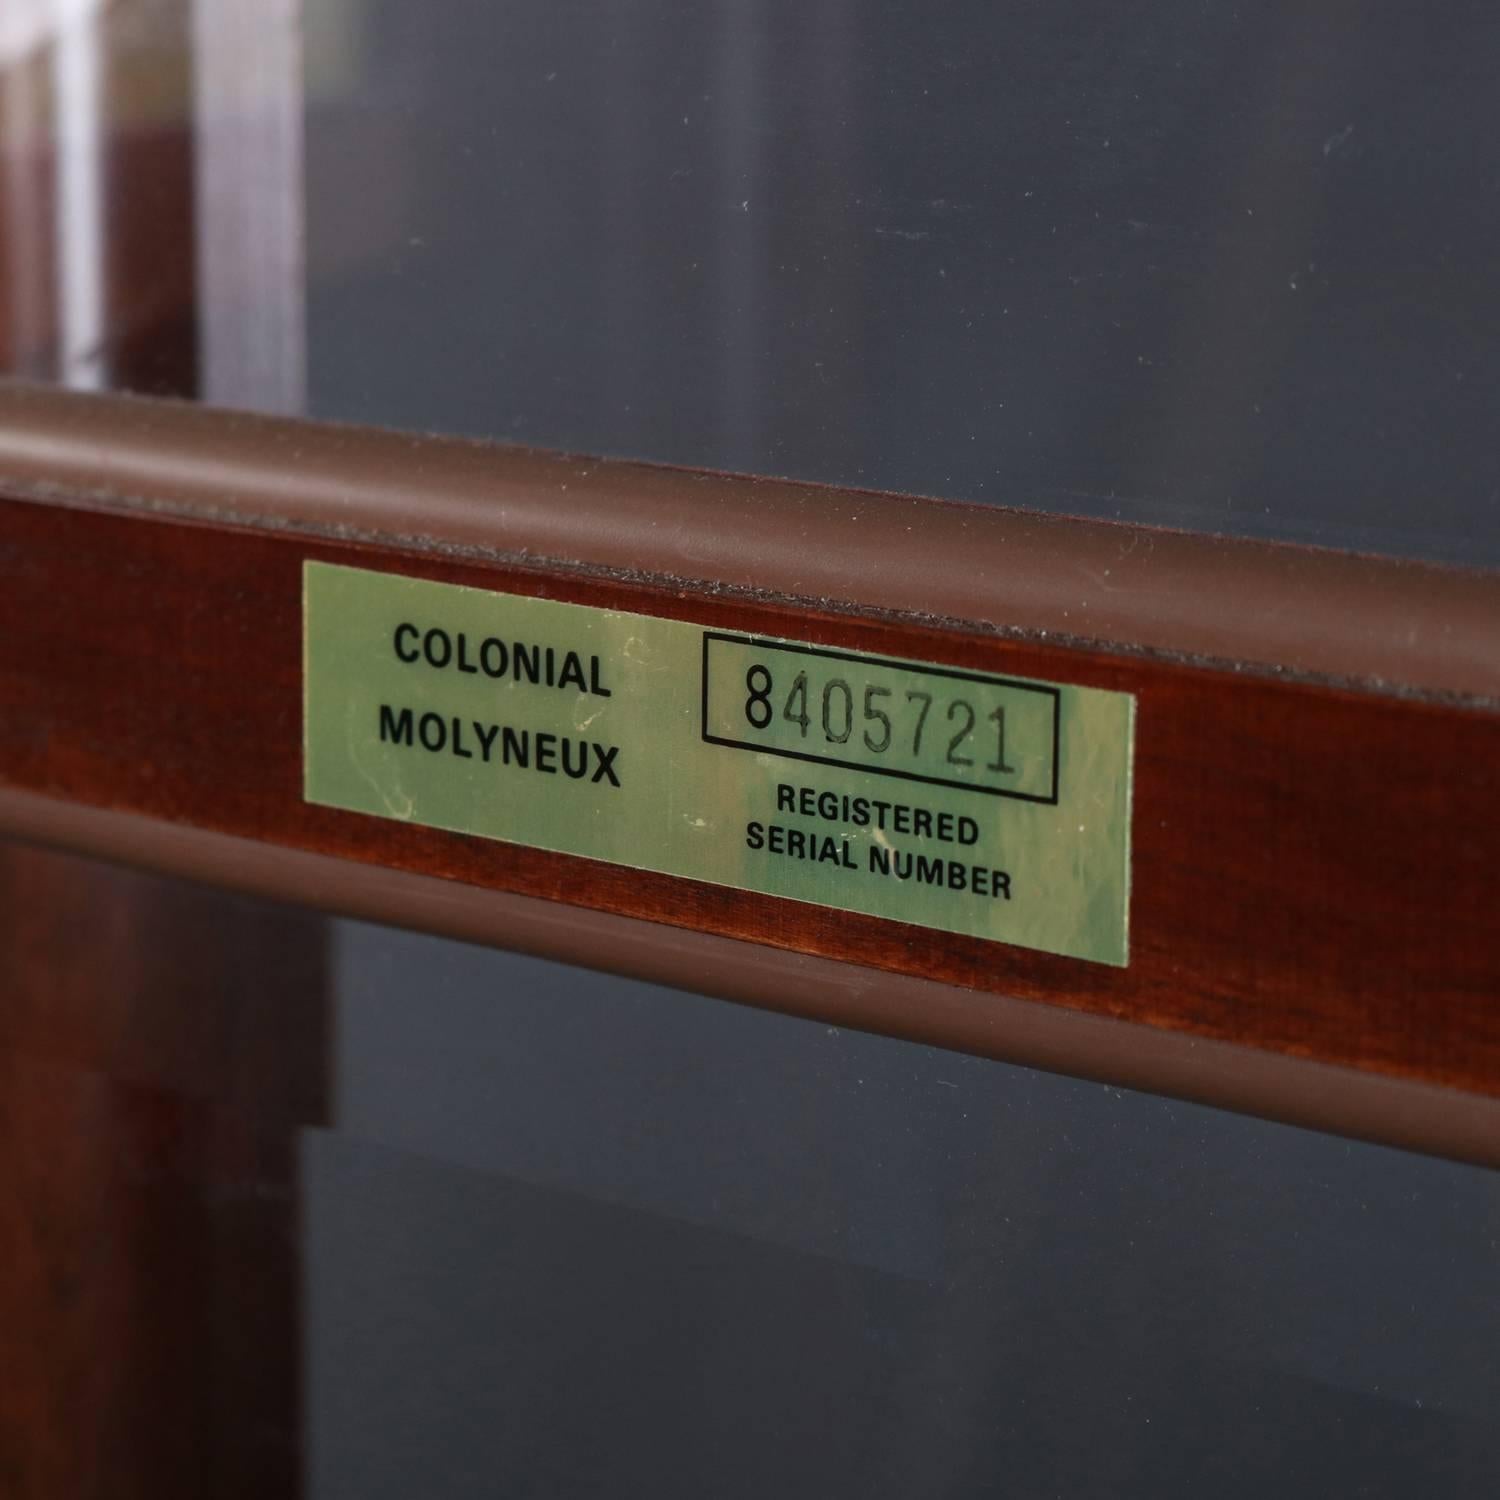 COLONIAL
MOLYNEUX
8405721
REGISTERED
SERIAL NUMBER